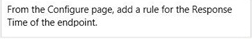 From the Configure page, add a rule for the Response
Time of the endpoint.